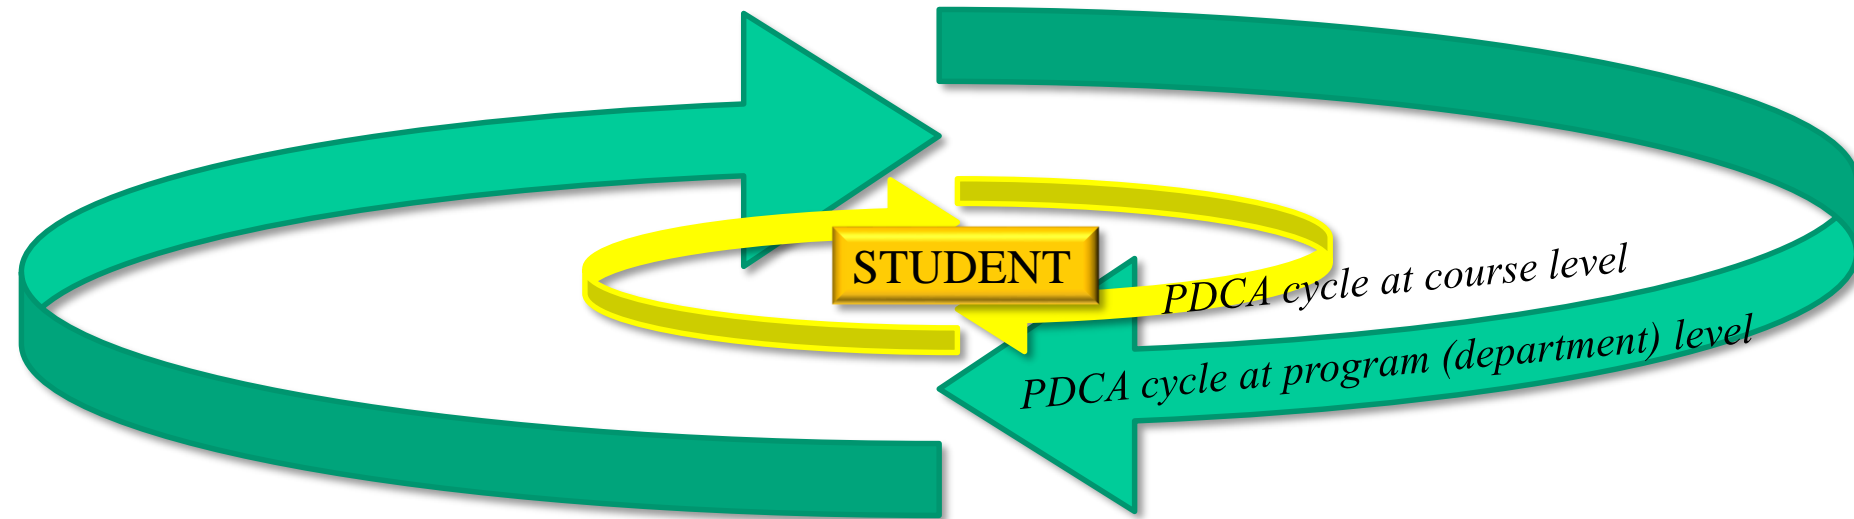 STUDENT
PDCA cycle at course level
PDCA cycle at program (department) level